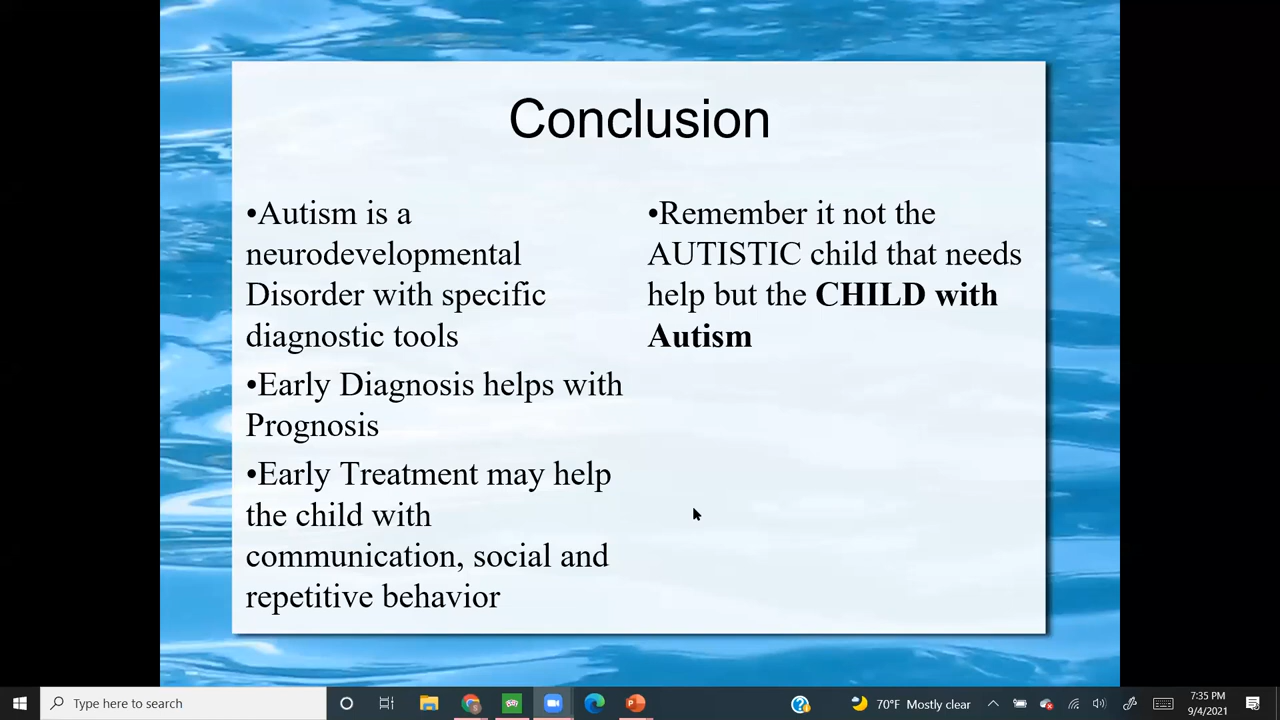 Conclusion
•Autism is a
neurodevelopmental
Disorder with specific
diagnostic tools
•Early Diagnosis helps with
Prognosis
•Early Treatment may help
the child with
communication, social and
repetitive behavior
•Remember it not the
AUTISTIC child that needs
help but the CHILD with
Autism
Type here to search
70°F Mostly clear
7:35 PM
9/4/2021